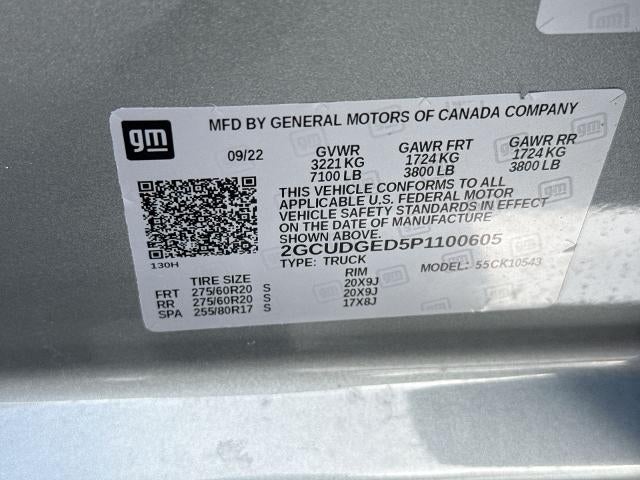 gm
MFD BY GENERAL MOTORS OF CANADA COMPANY
09/22
GVWR
3221 KG
7100 LB
GAWR FRT
1724 KG
3800 LB
GAWR RR
1724 KG
3800 LB
THIS VEHICLE CONFORMS TO ALL
APPLICABLE U.S. FEDERAL MOTOR
VEHICLE SAFETY STANDARDS IN EFFECT
ON THE DATE OF MANUFACTURE
SHOWN ABOVE.
2GCUDGED5P1100605
130H
TYPE: TRUCK MODEL: 55CK10543
TIRE SIZE RIM
FRT 275/60R20 S 20X9J
RR 275/60R20 S 20X9J
SPA 255/80R17 S 17X8J